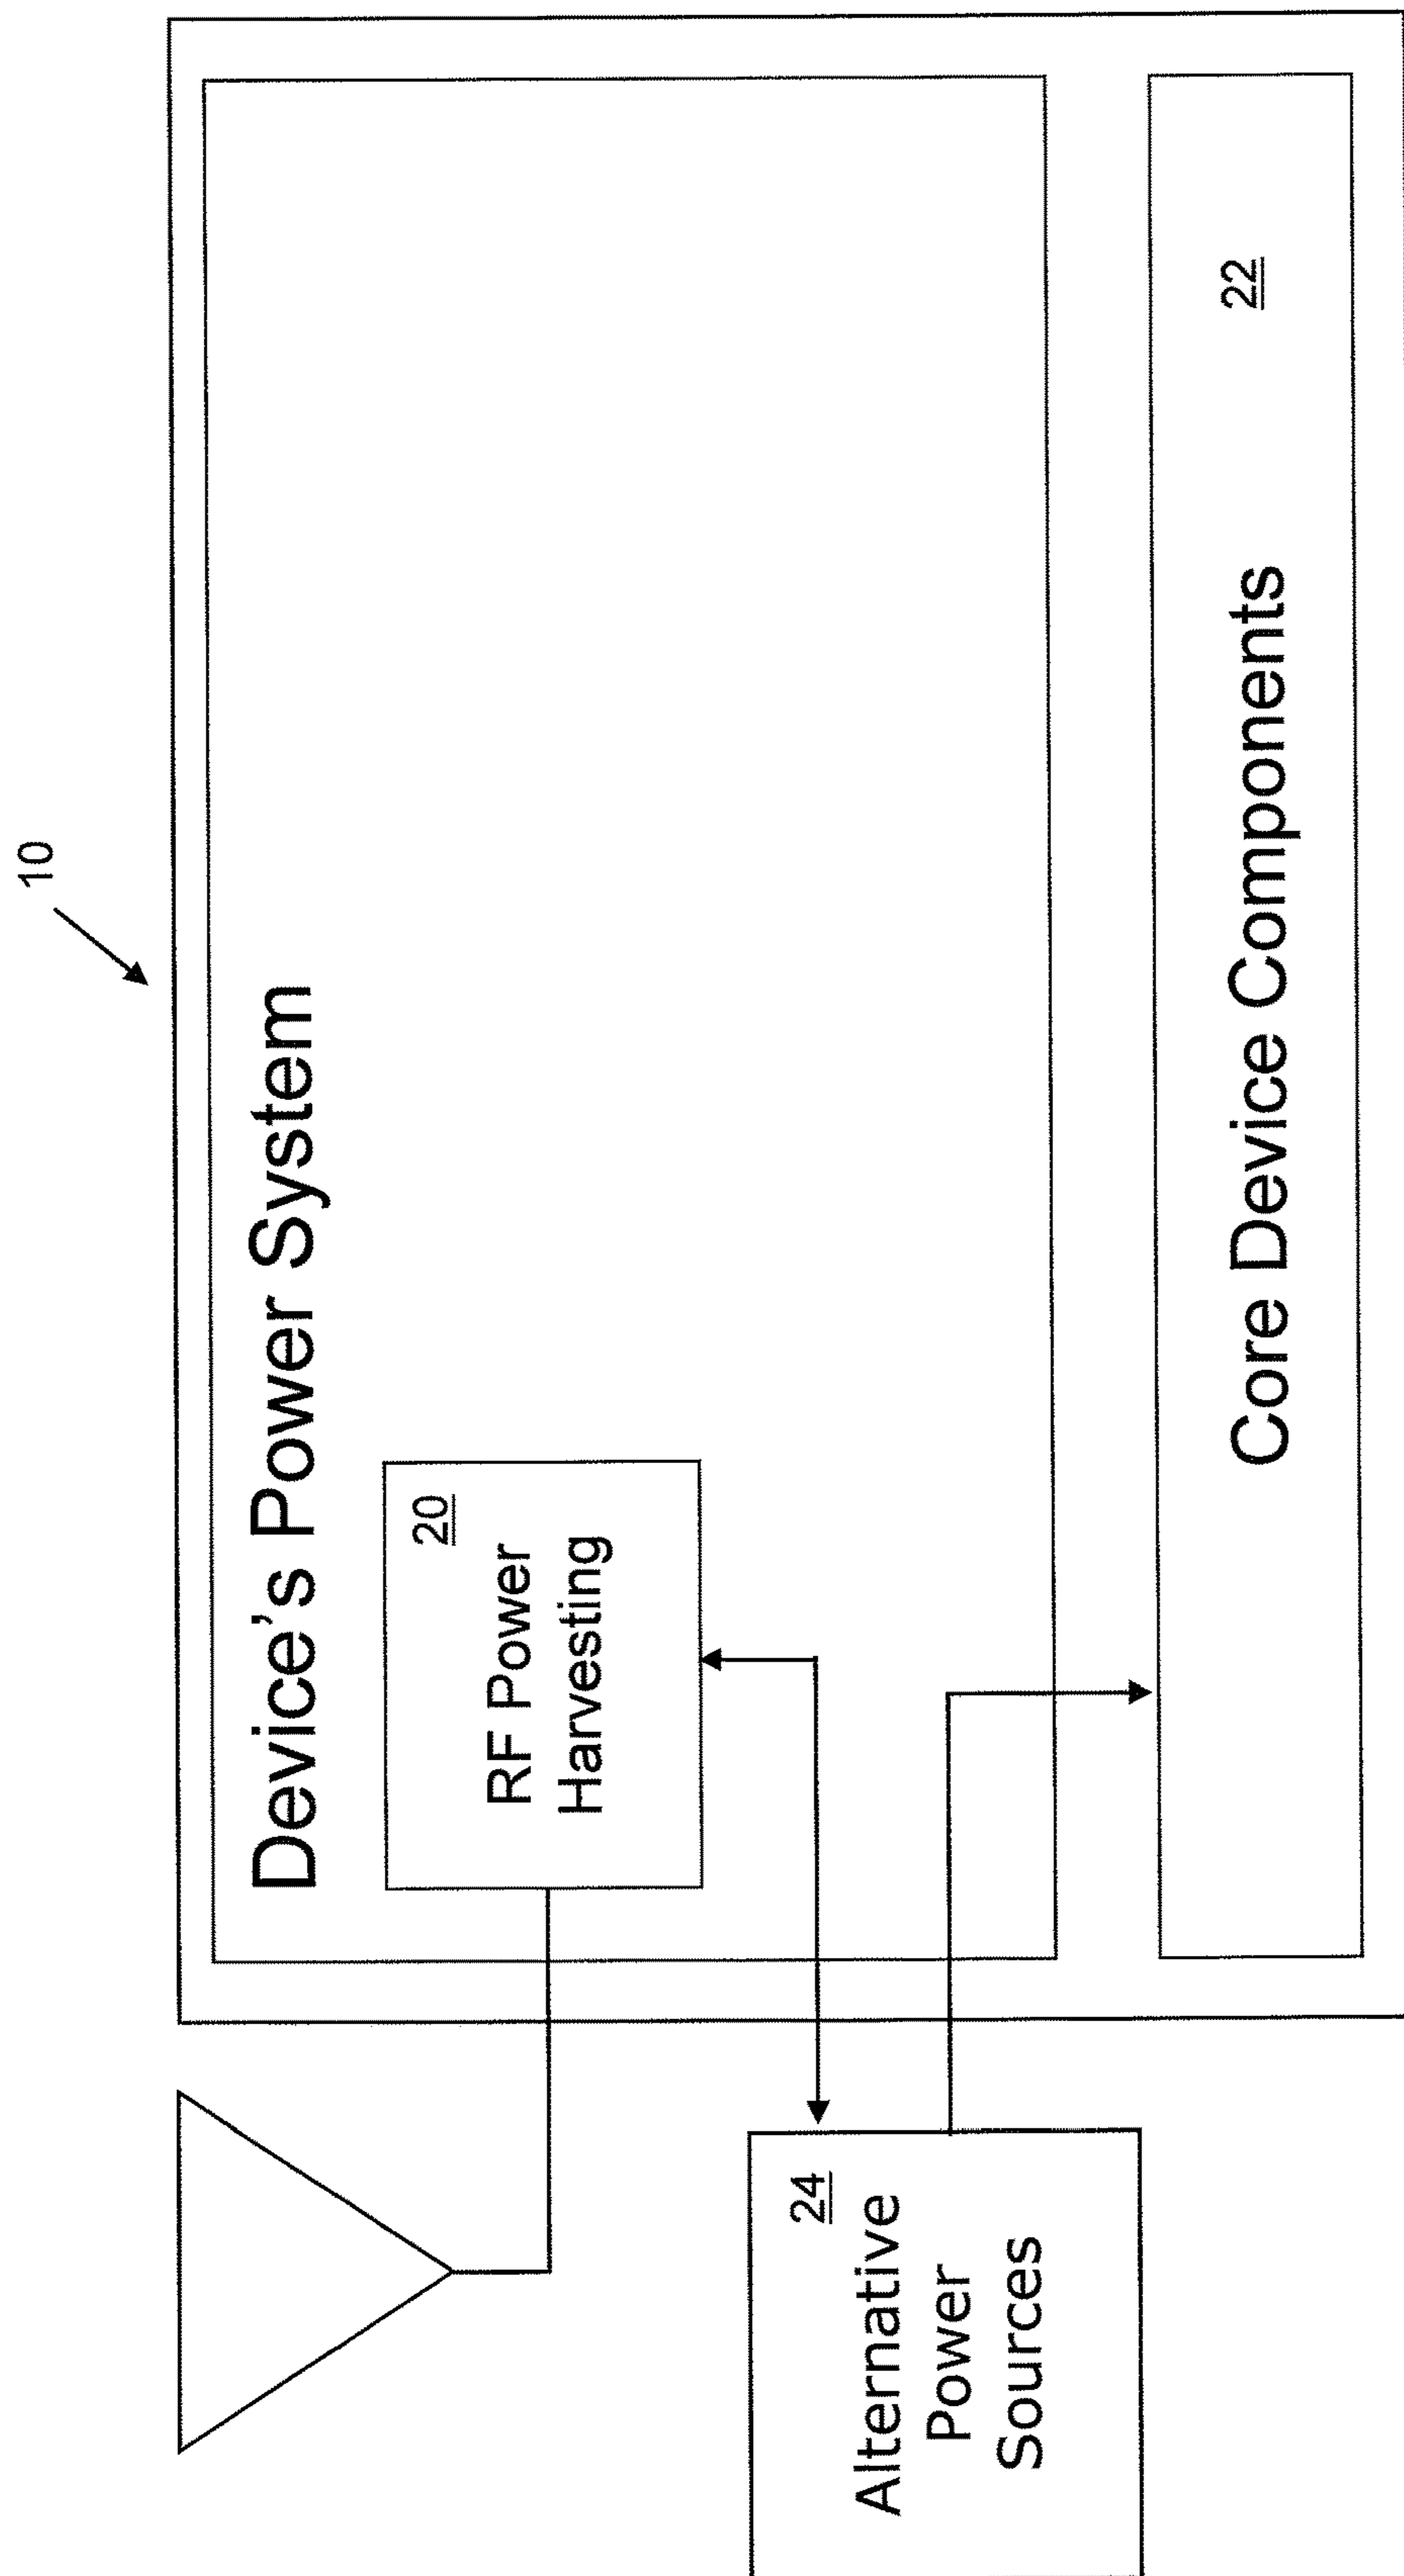 10
Device's Power System
20
RF Power
Harvesting
24
Alternative
Power
Sources
Core Device Components
22